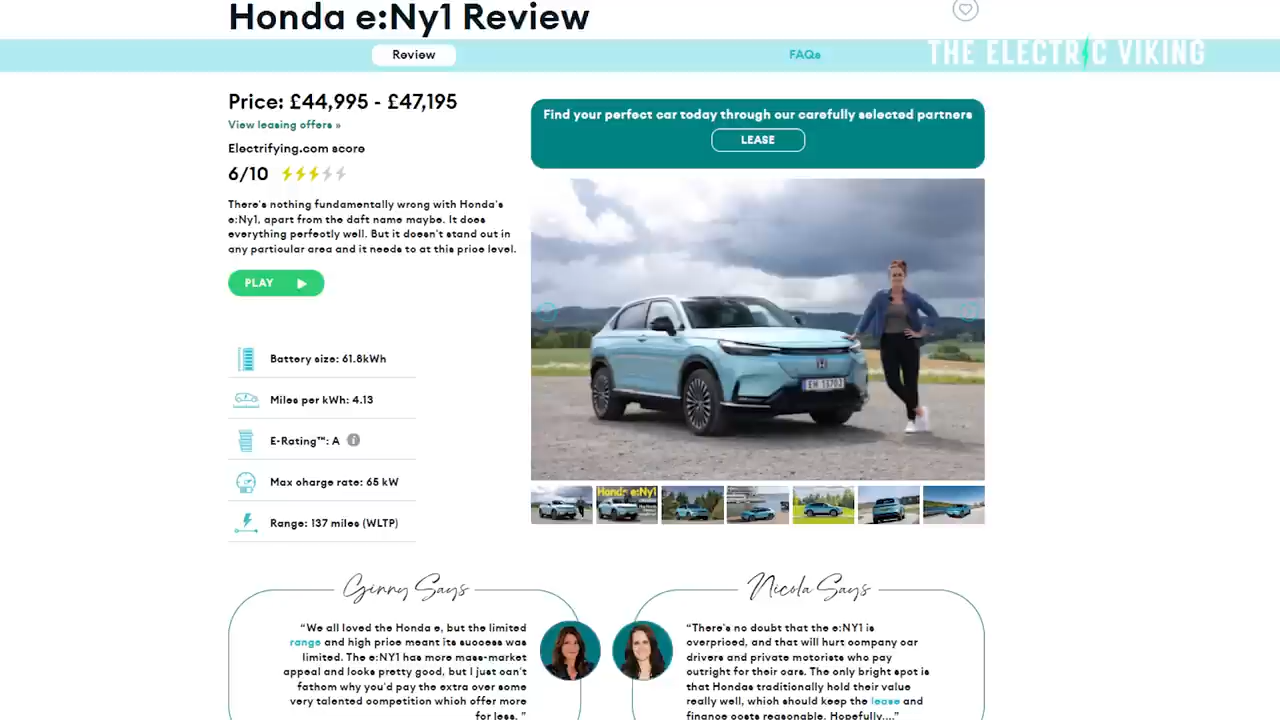 Honda e:Ny1 Review
Review
FAQs
THE ELECTRIC VIKING
Price: £44,995 - £47,195
View leasing offers »
Electrifying.com score
6/10
There's nothing fundamentally wrong with Honda's
e:Ny1, apart from the daft name maybe. It does
everything perfectly well. But it doesn't stand out in
any particular area and it needs to at this price level.
PLAY
Battery size: 61.8kWh
Miles per kWh: 4.13
E-Rating™: A
Max charge rate: 65 kW
Range: 137 miles (WLTP)
Find your perfect car today through our carefully selected partners
LEASE
EH 15702
Honda e:Ny1
Ginny Says
"We all loved the Honda e, but the limited
range and high price meant its success was
limited. The e:NY1 has more mass-market
appeal and looks pretty good, but I just can't
fathom why you'd pay the extra over some
very talented competition which offer more
for less. "
Nicola Says
"There's no doubt that the e:NY1 is
overpriced, and that will hurt company car
drivers and private motorists who pay
outright for their cars. The only bright spot is
that Hondas traditionally hold their value
really well, which should keep the lease and
finance costs reasonable. Hopefully...."